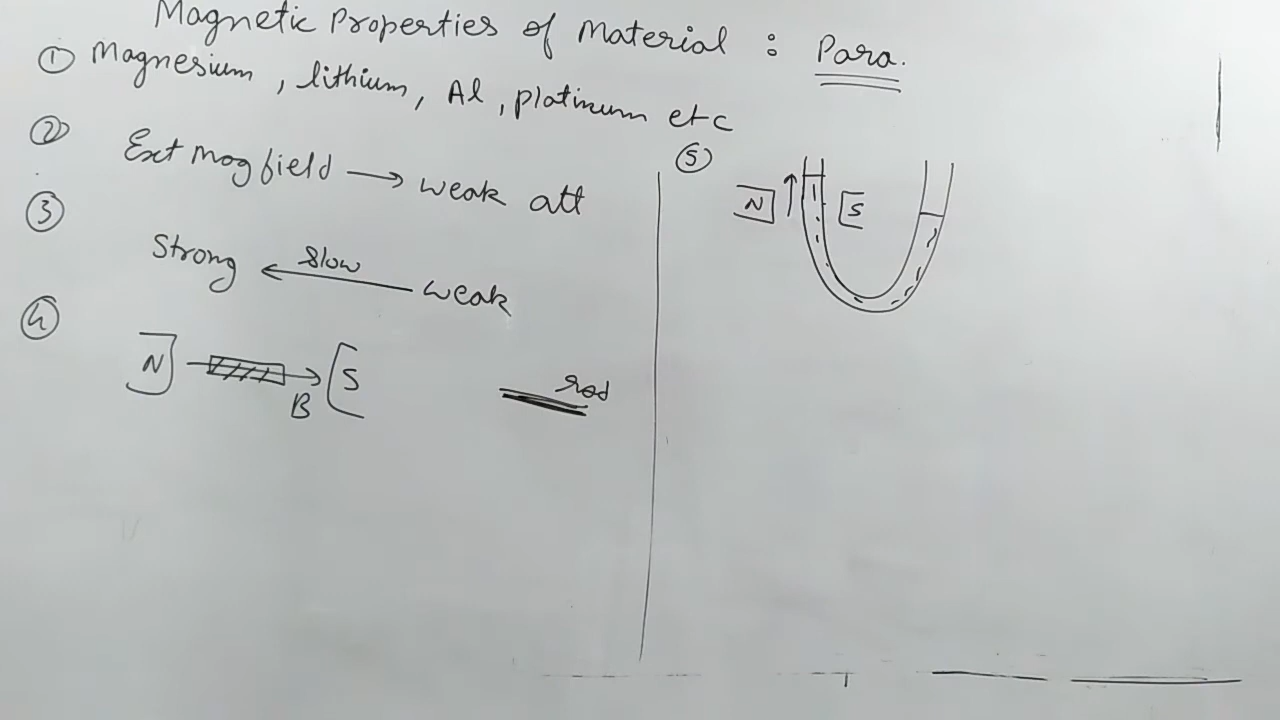 Magnetic Properties of Material : Para.
① Magnesium, lithium, Al, platinum etc
② Ext Mag field → weak att
③ Strong ← slow weak
④ N B S
rod
⑤ N S